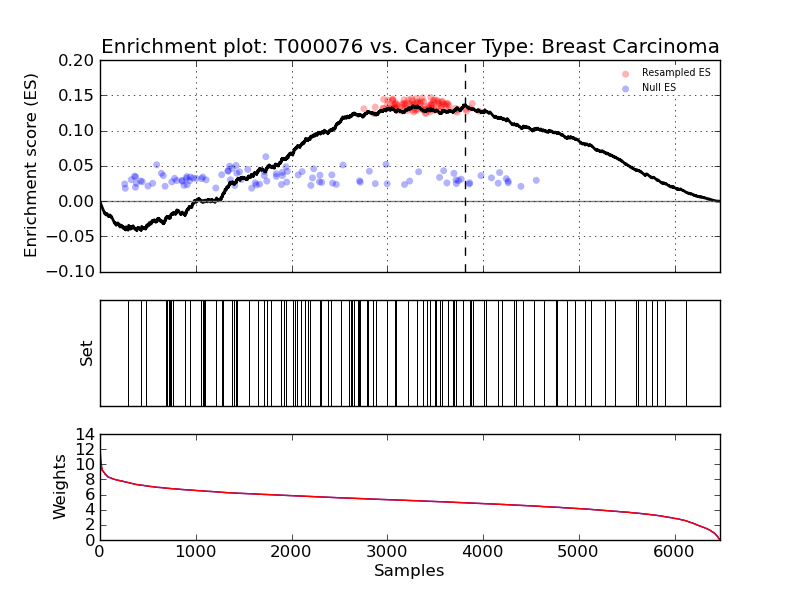 Enrichment plot: T000076 vs. Cancer Type: Breast Carcinoma
0.20
0.15
0.10
0.05
0.00
−0.05
−0.10
Enrichment score (ES)
Resampled ES
Null ES
Set
14
12
10
8
6
4
2
0
Weights
0 1000 2000 3000 4000 5000 6000
Samples